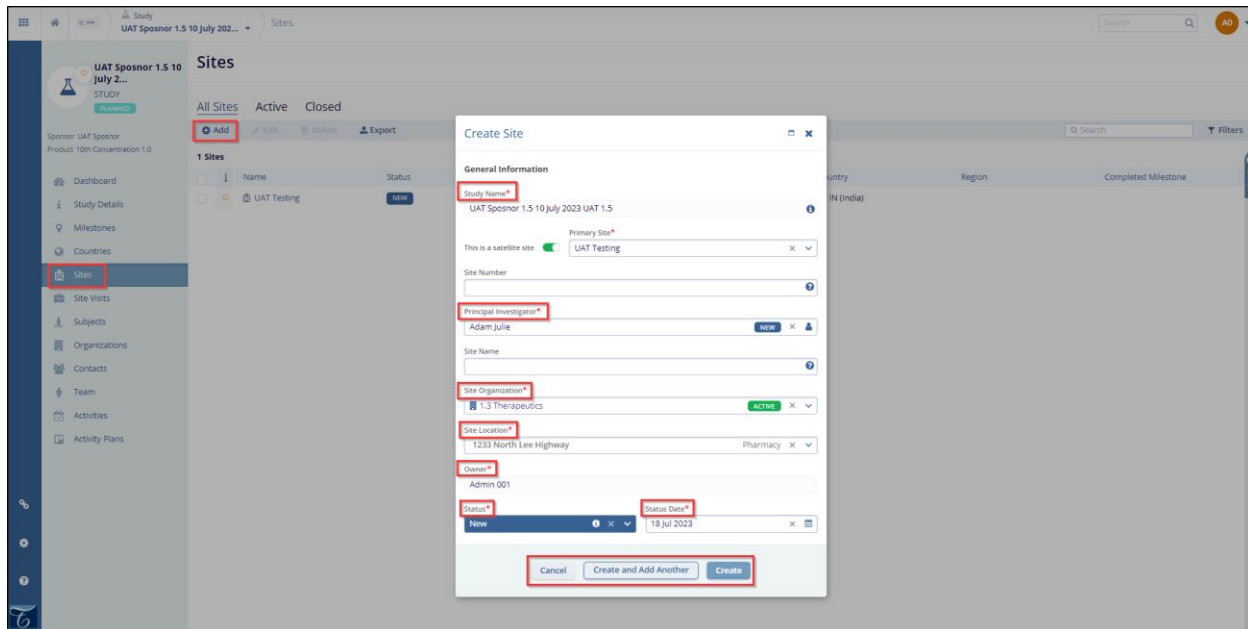 Study
UAT Sposnor 1.5 10 July 202...
Sites
Search
AO
UAT Sposnor 1.5 10
July 2...
STUDY
PLANNED
Sponsor: UAT Sposnor
Product: 10th Concentration 1.0
Dashboard
Study Details
Milestones
Countries
Sites
Site Visits
Subjects
Organizations
Contacts
Team
Activities
Activity Plans
Sites
All Sites Active Closed
Add Edit Delete Export
Search
Filters
1 Sites
Name Status untry Region Completed Milestone
UAT Testing NEW IN (India)
Create Site
General Information
Study Name*
UAT Sposnor 1.5 10 July 2023 UAT 1.5
Primary Site*
This is a satellite site UAT Testing
Site Number
Principal Investigator*
Adam Julie NEW
Site Name
Site Organization*
1.3 Therapeutics ACTIVE
Site Location*
1233 North Lee Highway Pharmacy
Owner*
Admin 001
Status* Status Date*
New 18 Jul 2023
Cancel Create and Add Another Create